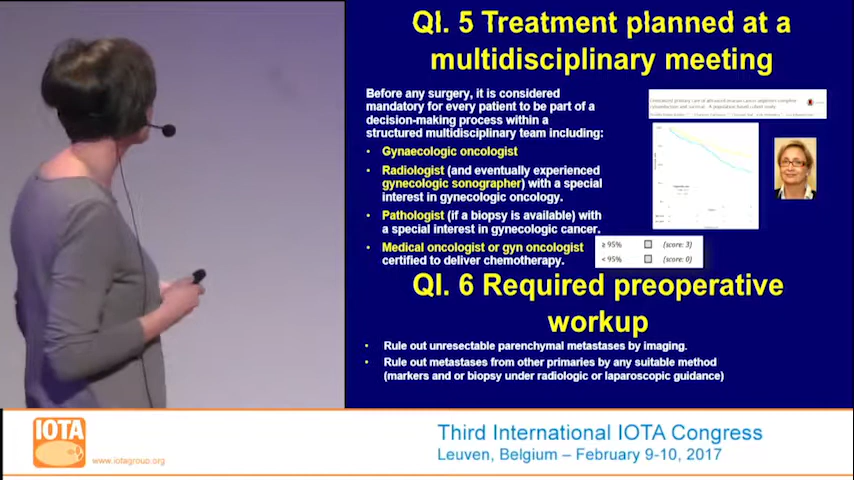 QI. 5 Treatment planned at a
multidisciplinary meeting
Before any surgery, it is considered
mandatory for every patient to be part of a
decision-making process within a
structured multidisciplinary team including:
• Gynaecologic oncologist
• Radiologist (and eventually experienced
gynecologic sonographer) with a special
interest in gynecologic oncology.
• Pathologist (if a biopsy is available) with
a special interest in gynecologic cancer.
• Medical oncologist or gyn oncologist
certified to deliver chemotherapy.
≥ 95% (score: 3)
< 95% (score: 0)
QI. 6 Required preoperative
workup
• Rule out unresectable parenchymal metastases by imaging.
• Rule out metastases from other primaries by any suitable method
(markers and or biopsy under radiologic or laparoscopic guidance)
IOTA
www.iotagroup.org
Third International IOTA Congress
Leuven, Belgium – February 9-10, 2017